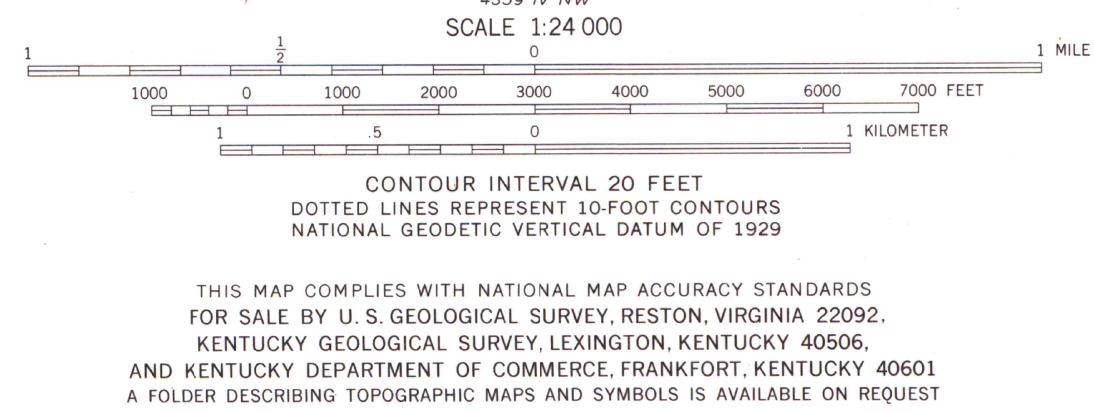 4359 IV NW
SCALE 1:24 000
1 1/2 0 1 MILE
1000 0 1000 2000 3000 4000 5000 6000 7000 FEET
1 .5 0 1 KILOMETER
CONTOUR INTERVAL 20 FEET
DOTTED LINES REPRESENT 10-FOOT CONTOURS
NATIONAL GEODETIC VERTICAL DATUM OF 1929
THIS MAP COMPLIES WITH NATIONAL MAP ACCURACY STANDARDS
FOR SALE BY U. S. GEOLOGICAL SURVEY, RESTON, VIRGINIA 22092,
KENTUCKY GEOLOGICAL SURVEY, LEXINGTON, KENTUCKY 40506,
AND KENTUCKY DEPARTMENT OF COMMERCE, FRANKFORT, KENTUCKY 40601
A FOLDER DESCRIBING TOPOGRAPHIC MAPS AND SYMBOLS IS AVAILABLE ON REQUEST